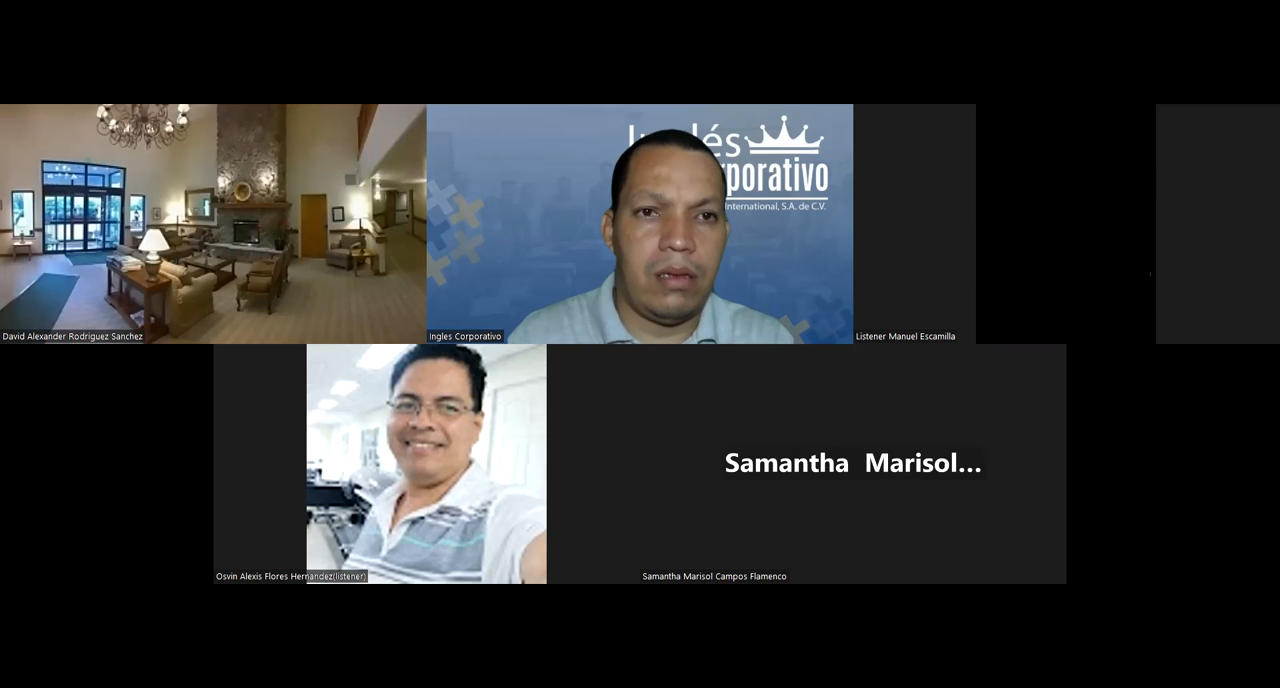 Inglés
Corporativo
International, S.A. de C.V.
David Alexander Rodriguez Sanchez
Ingles Corporativo
Listener Manuel Escamilla
Samantha Marisol...
Osvin Alexis Flores Hernandez(listener)
Samantha Marisol Campos Flamenco